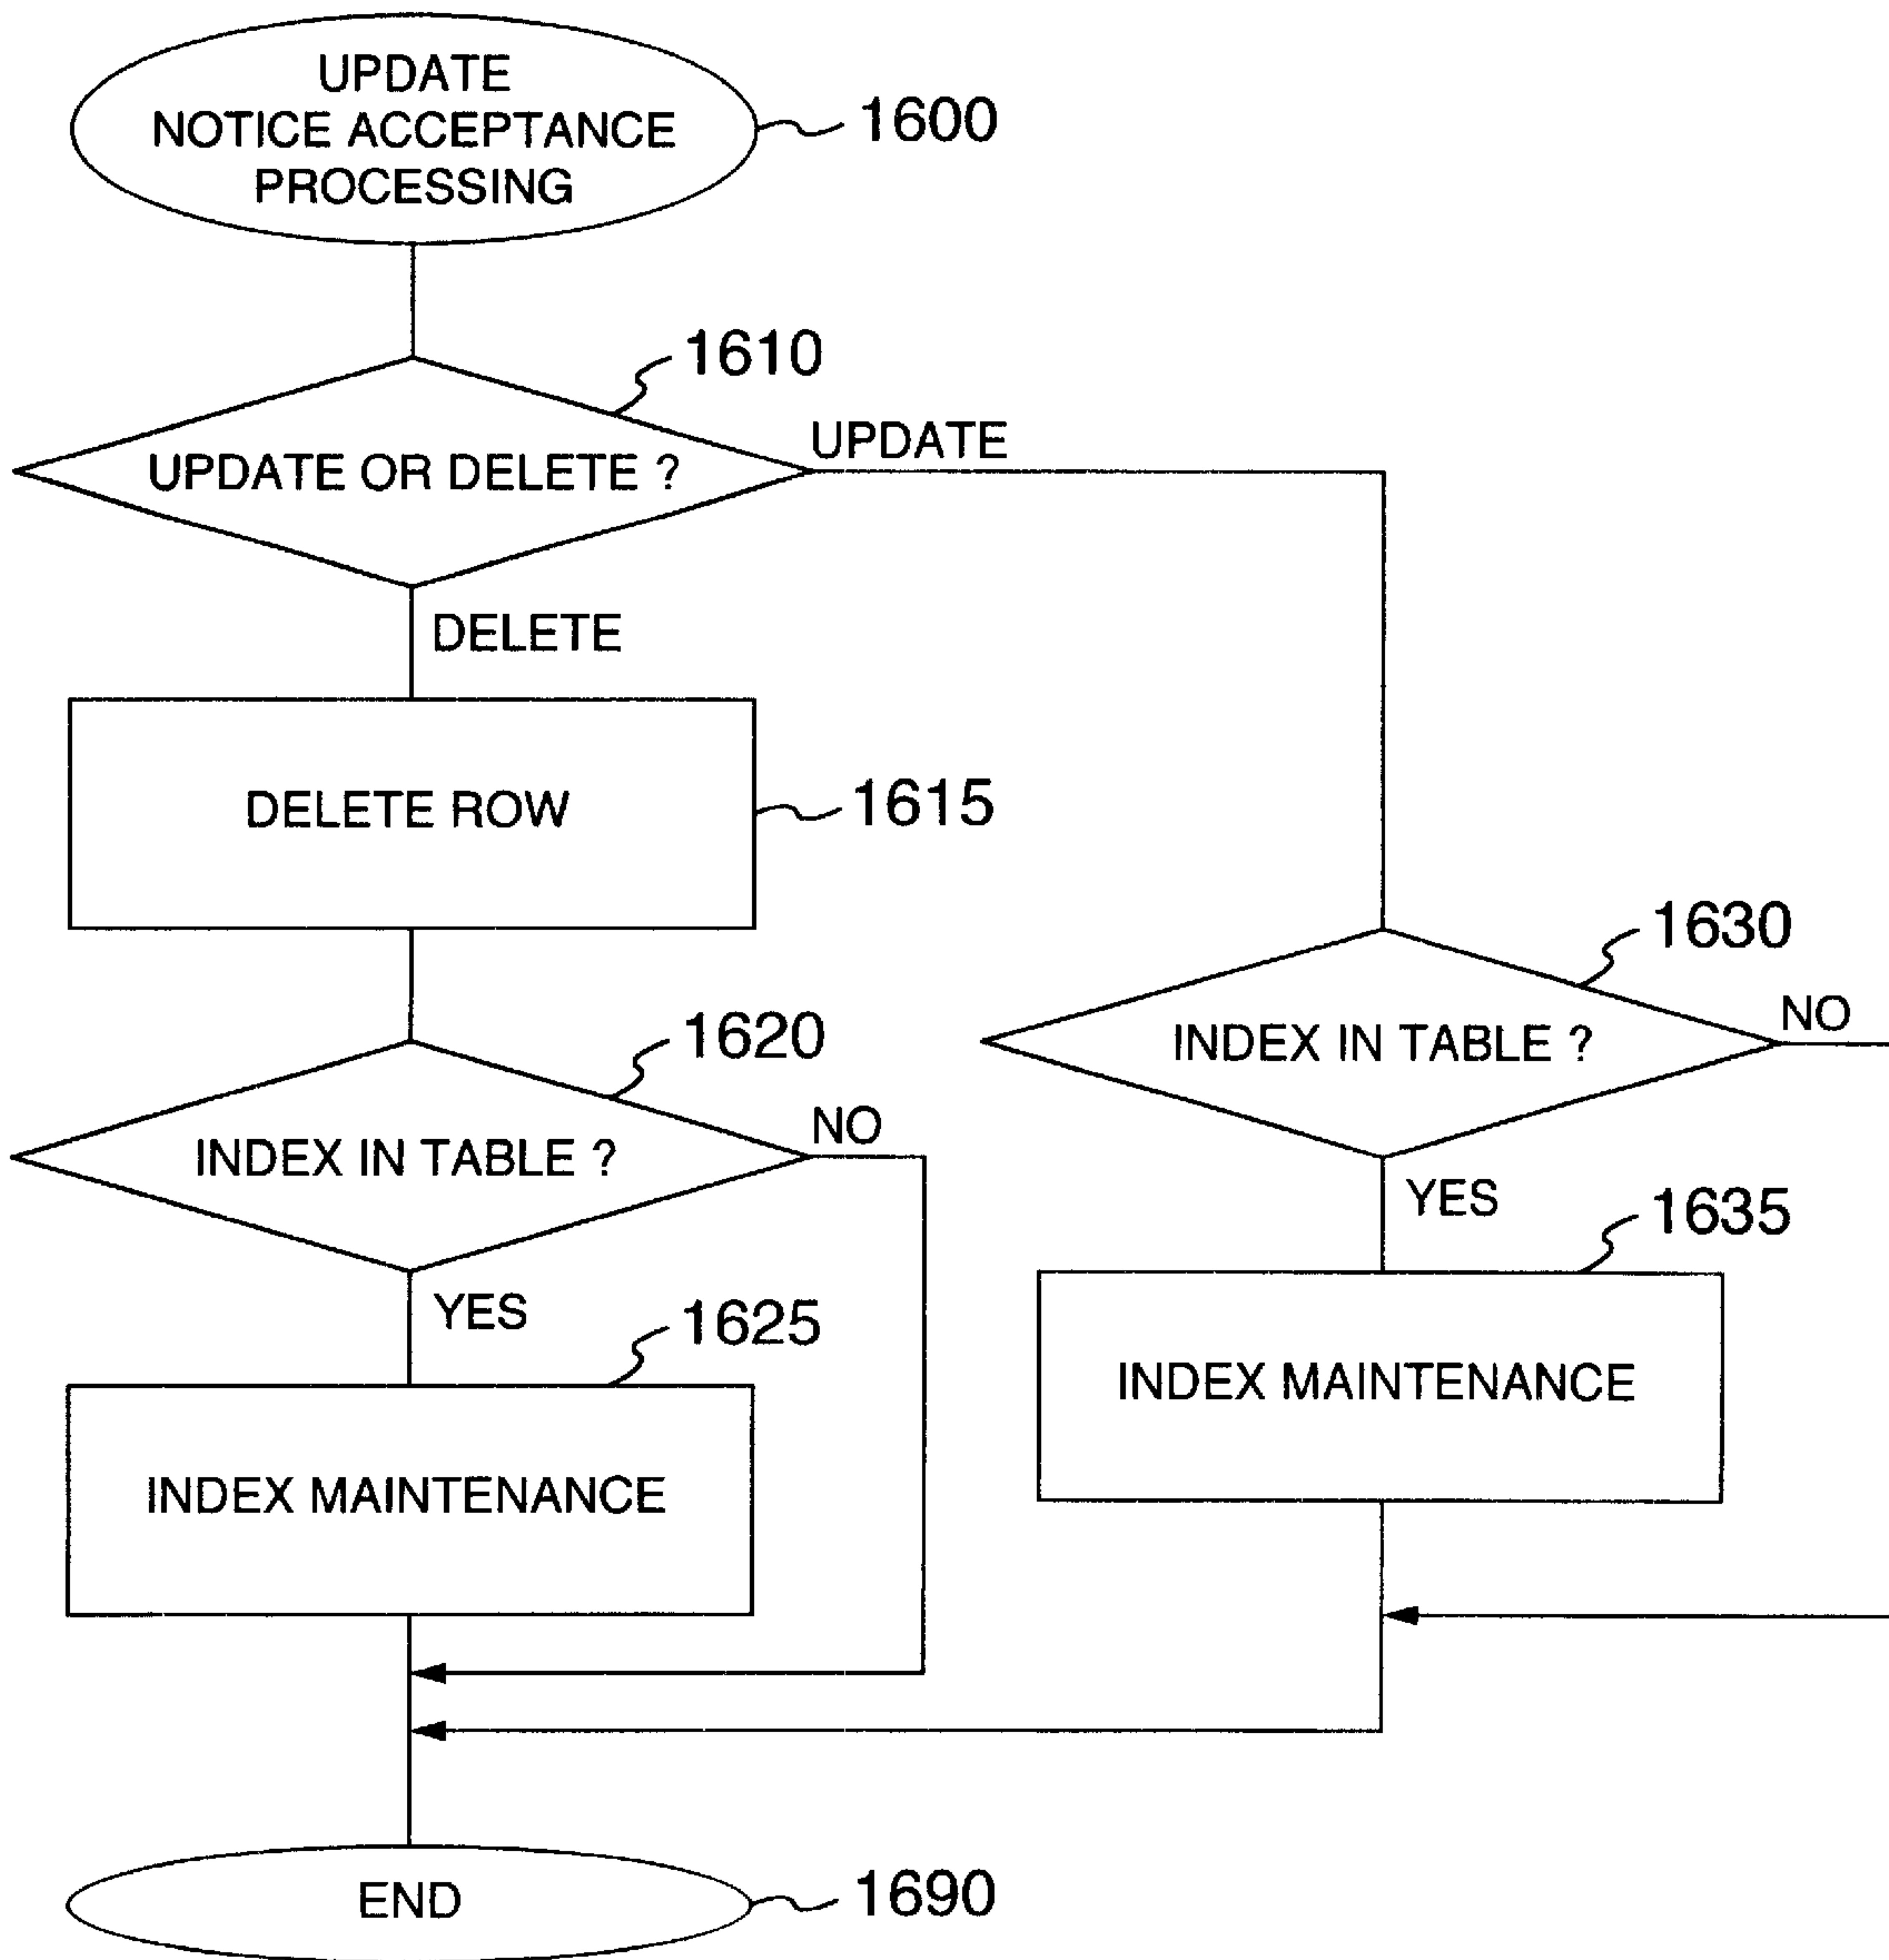 UPDATE
NOTICE ACCEPTANCE
PROCESSING
1600
1610
UPDATE OR DELETE ?
UPDATE
DELETE
DELETE ROW
1615
1630
INDEX IN TABLE ?
NO
1620
INDEX IN TABLE ?
NO
YES
1635
INDEX MAINTENANCE
YES
1625
INDEX MAINTENANCE
END
1690